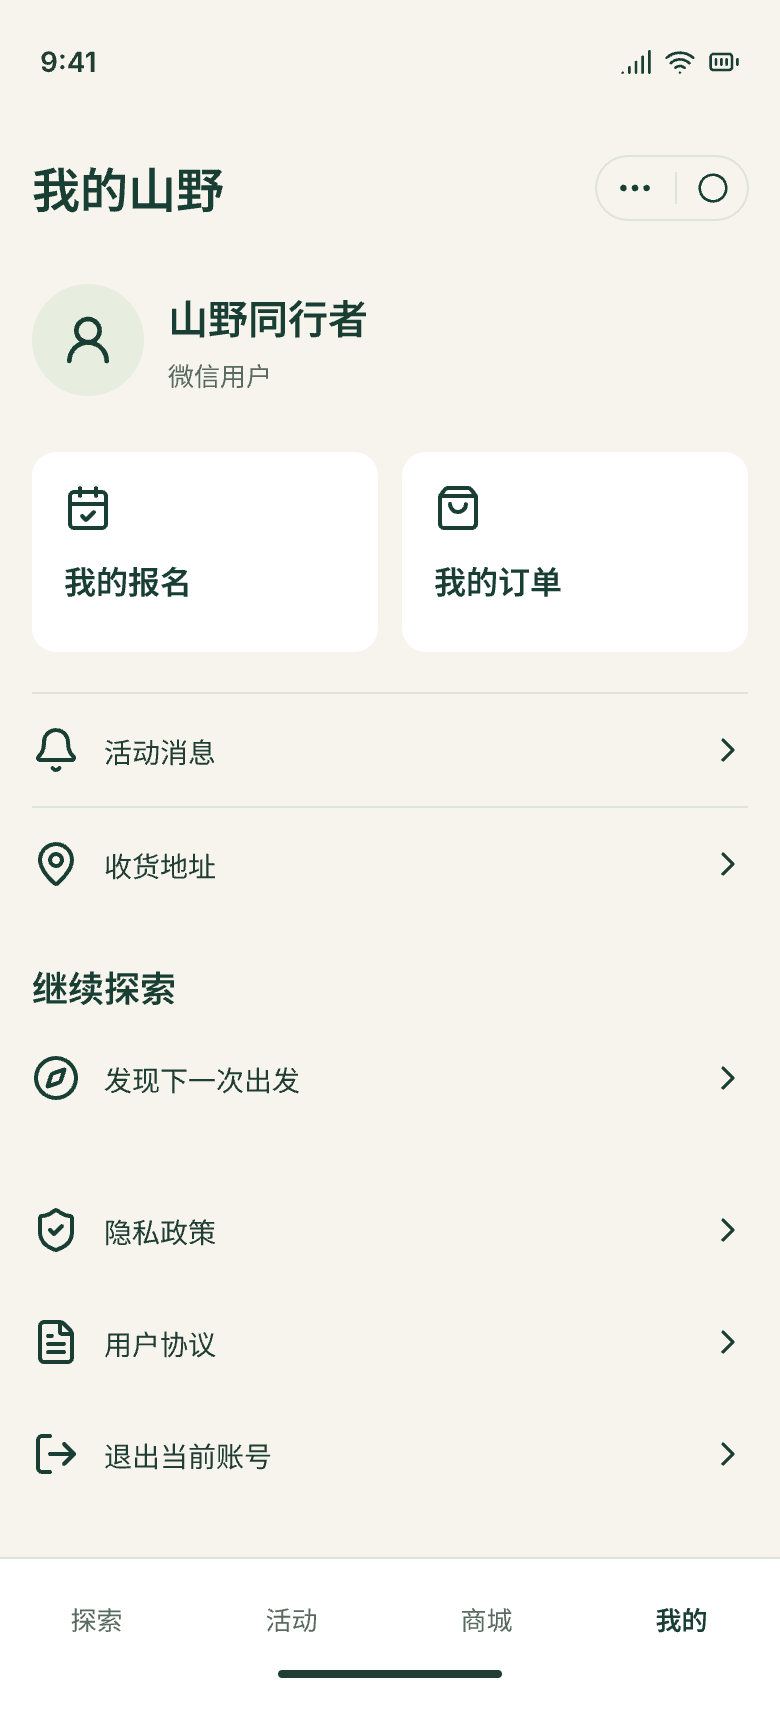 9:41
我的山野
山野同行者
微信用户
我的报名
我的订单
活动消息
收货地址
继续探索
发现下一次出发
隐私政策
用户协议
退出当前账号
探索
活动
商城
我的